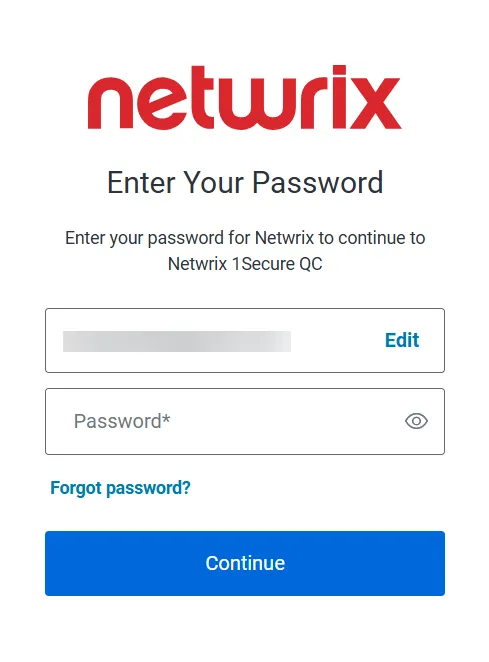 netwrix
Enter Your Password
Enter your password for Netwrix to continue to
Netwrix 1Secure QC
Edit
Password*
Forgot password?
Continue